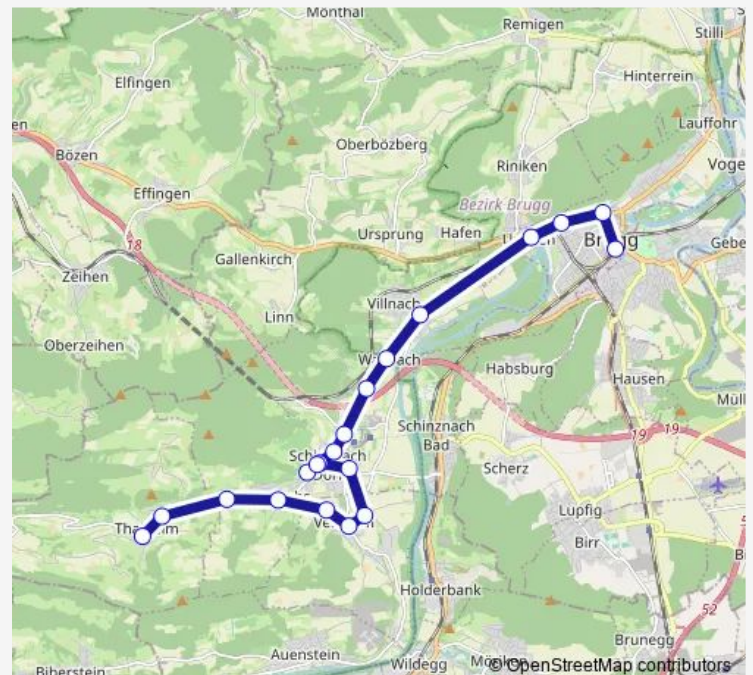 Mönthal
Remigen
Stilli
Elfingen
Hinterrein
Lauffohr
en
Oberbözberg
Bözen
Riniken
Voge
Effingen
Bezirk Brugg
Ursprung
Hafen
18
Gallenkirch
Gebe
Zeihen
Villnach
Linn
Oberzeihen
Habsburg
Hausen
Müll
Schinznach
Bad
19
19
Scherz
Lupfig
Birr
Holderbank
52
Brunegg
Auenstein
Biberstein
Wildegg
© OpenStreetMap contributors